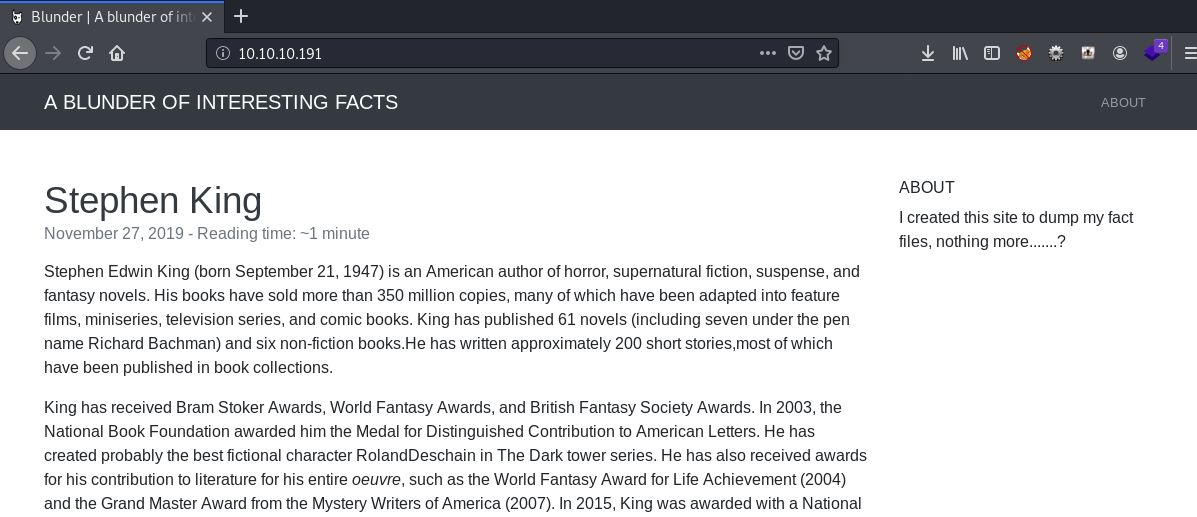 Blunder | A blunder of inte
10.10.10.191
4
A BLUNDER OF INTERESTING FACTS
ABOUT
Stephen King
November 27, 2019 - Reading time: ~1 minute
Stephen Edwin King (born September 21, 1947) is an American author of horror, supernatural fiction, suspense, and
fantasy novels. His books have sold more than 350 million copies, many of which have been adapted into feature
films, miniseries, television series, and comic books. King has published 61 novels (including seven under the pen
name Richard Bachman) and six non-fiction books.He has written approximately 200 short stories,most of which
have been published in book collections.
King has received Bram Stoker Awards, World Fantasy Awards, and British Fantasy Society Awards. In 2003, the
National Book Foundation awarded him the Medal for Distinguished Contribution to American Letters. He has
created probably the best fictional character RolandDeschain in The Dark tower series. He has also received awards
for his contribution to literature for his entire oeuvre, such as the World Fantasy Award for Life Achievement (2004)
and the Grand Master Award from the Mystery Writers of America (2007). In 2015, King was awarded with a National
ABOUT
I created this site to dump my fact
files, nothing more.......?